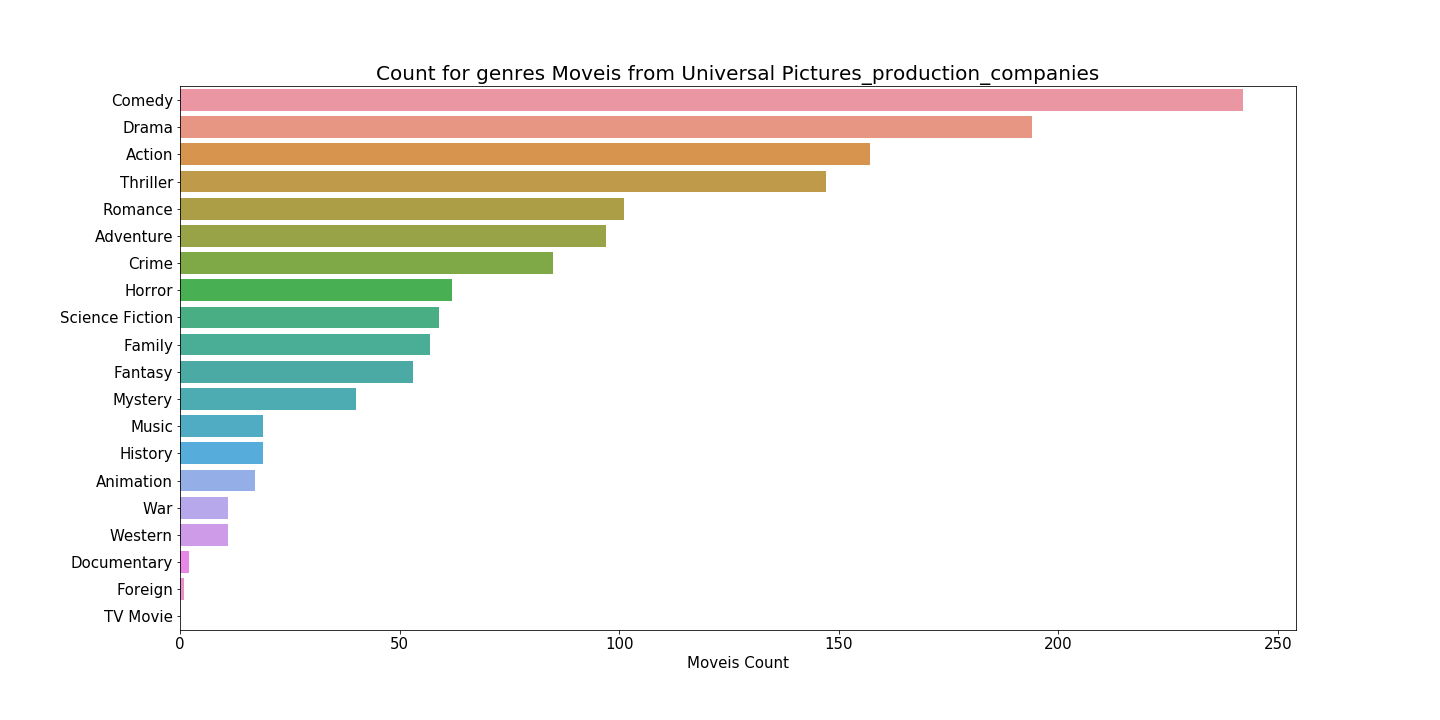 Count for genres Moveis from Universal Pictures_production_companies
Comedy
Drama
Action
Thriller
Romance
Adventure
Crime
Horror
Science Fiction
Family
Fantasy
Mystery
Music
History
Animation
War
Western
Documentary
Foreign
TV Movie
0 50 100 150 200 250
Moveis Count